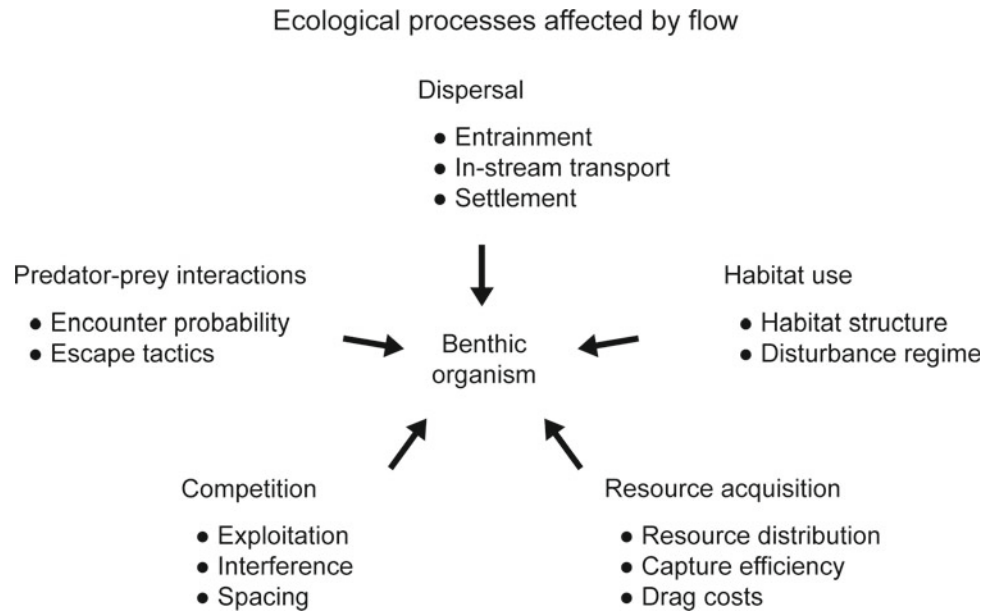 Ecological processes affected by flow
Dispersal
● Entrainment
● In-stream transport
● Settlement
Predator-prey interactions
● Encounter probability
● Escape tactics
Habitat use
● Habitat structure
● Disturbance regime
Benthic
organism
Competition
● Exploitation
● Interference
● Spacing
Resource acquisition
● Resource distribution
● Capture efficiency
● Drag costs